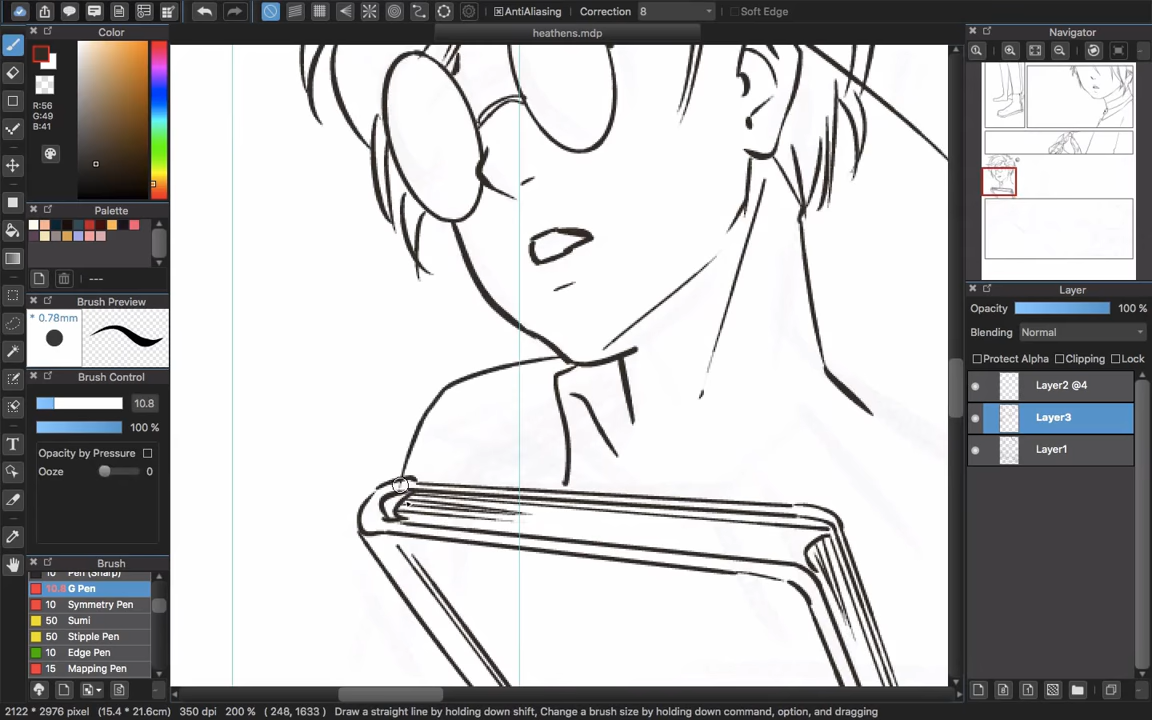 AntiAliasing Correction 8 Soft Edge
heathens.mdp
Color
R:56
G:49
B:41
Palette
---
Brush Preview
* 0.78mm
Brush Control
10.8
100 %
Opacity by Pressure
Ooze 0
Brush
10 Pen (Sharp)
10.8 G Pen
10 Symmetry Pen
50 Sumi
50 Stipple Pen
10 Edge Pen
15 Mapping Pen
Navigator
Layer
Opacity 100 %
Blending Normal
Protect Alpha Clipping Lock
Layer2 @4
Layer3
Layer1
2122 * 2976 pixel (15.4 * 21.6cm) 350 dpi 200 % ( 248, 1633 ) Draw a straight line by holding down shift, Change a brush size by holding down command, option, and dragging